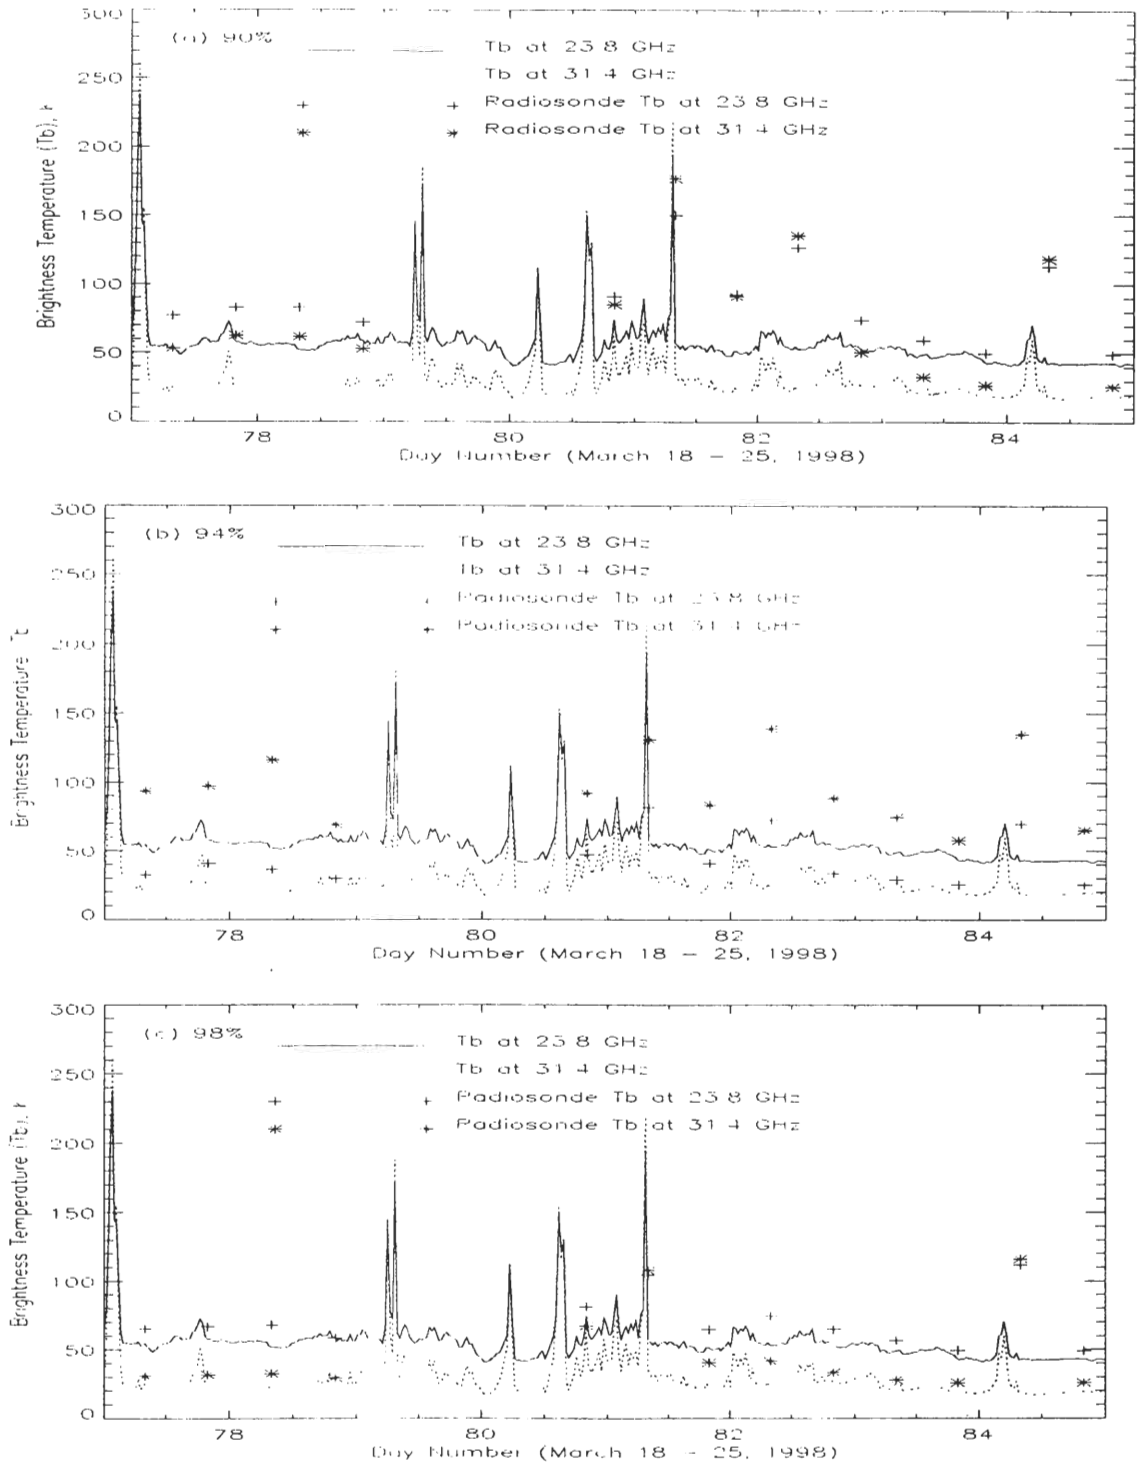 300
(a) 90%
Tb at 23.8 GHz
Tb at 31.4 GHz
Radiosonde Tb at 23.8 GHz
Radiosonde Tb at 31.4 GHz
250
200
150
100
50
0
Brightness Temperature (Tb),
78
80
82
84
Day Number (March 18 - 25, 1998)
300
(b) 94%
Tb at 23.8 GHz
Tb at 31.4 GHz
Radiosonde Tb at 23.8 GHz
Radiosonde Tb at 31.4 GHz
250
200
150
100
50
0
Brightness Temperature
78
80
82
84
Day Number (March 18 - 25, 1998)
300
(c) 98%
Tb at 23.8 GHz
Tb at 31.4 GHz
Radiosonde Tb at 23.8 GHz
Radiosonde Tb at 31.4 GHz
250
200
150
100
50
0
Brightness Temperature (Tb),
78
80
82
84
Day Number (March 18 - 25, 1998)